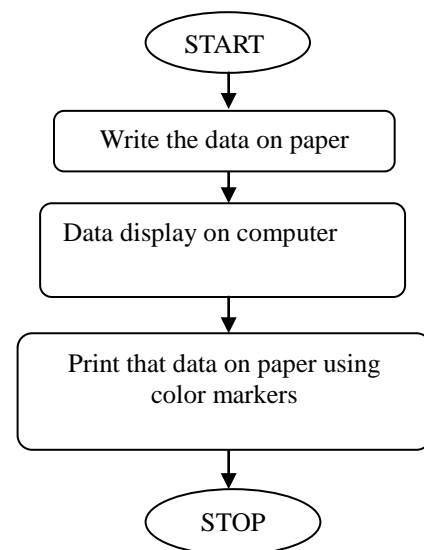 START
Write the data on paper
Data display on computer
Print that data on paper using
color markers
STOP